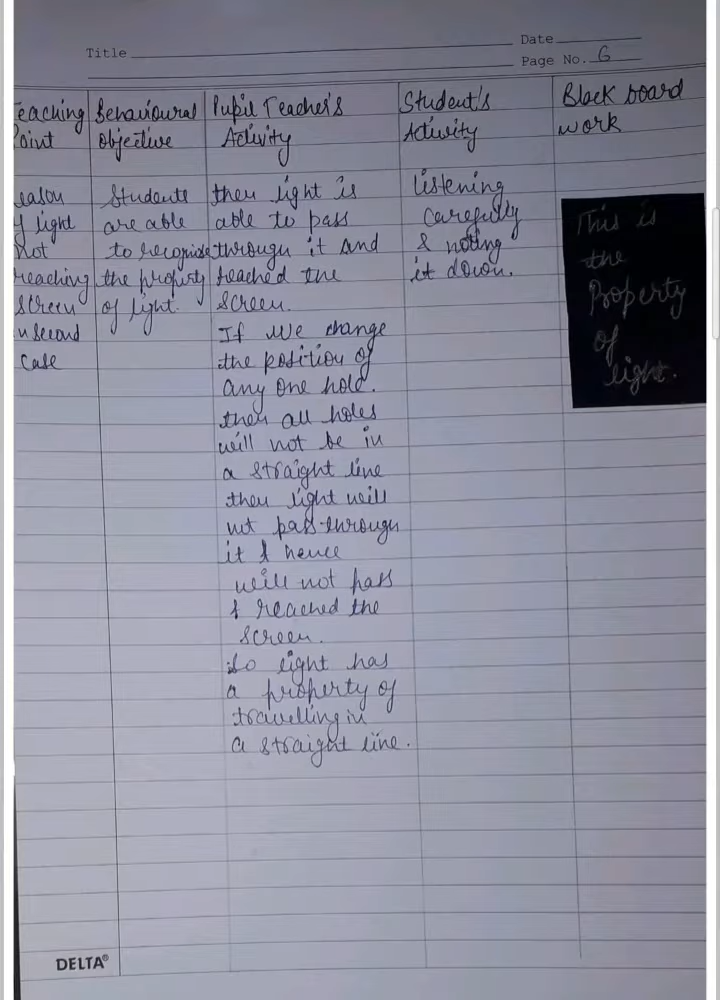 Title
Date
Page No. 6
Teaching Point
Behavioural Objective
Pupil Teacher's Activity
Student's Activity
Black board work
eason
f light
not
reaching
screen
n second
case
Students
are able
to recognise
the property
of light.
then light is
able to pass
through it and
reached the
screen.
If we change
the position of
any one hold.
then all holes
will not be in
a straight line
then light will
not pass through
it & hence
will not pass
& reached the
screen.
So light has
a property of
travelling in
a straight line.
Listening
carefully
& noting
it down.
This is
the
Property
of
light.
DELTA®